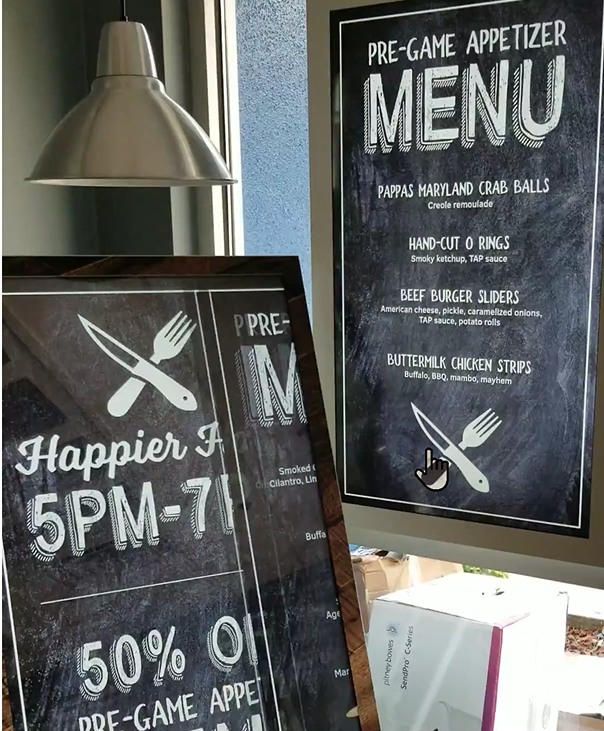 PRE-GAME APPETIZER
MENU
PAPPAS MARYLAND CRAB BALLS
Creole remoulade
HAND-CUT O RINGS
Smoky ketchup, TAP sauce
BEEF BURGER SLIDERS
American cheese, pickle, caramelized onions,
TAP sauce, potato rolls
BUTTERMILK CHICKEN STRIPS
Buffalo, BBQ, mambo, mayhem
Happier
5PM-7
50%
PRE-GAME
PRE-
M
Smoked
Cilantro,
pitney bowes
SendPro C-Series